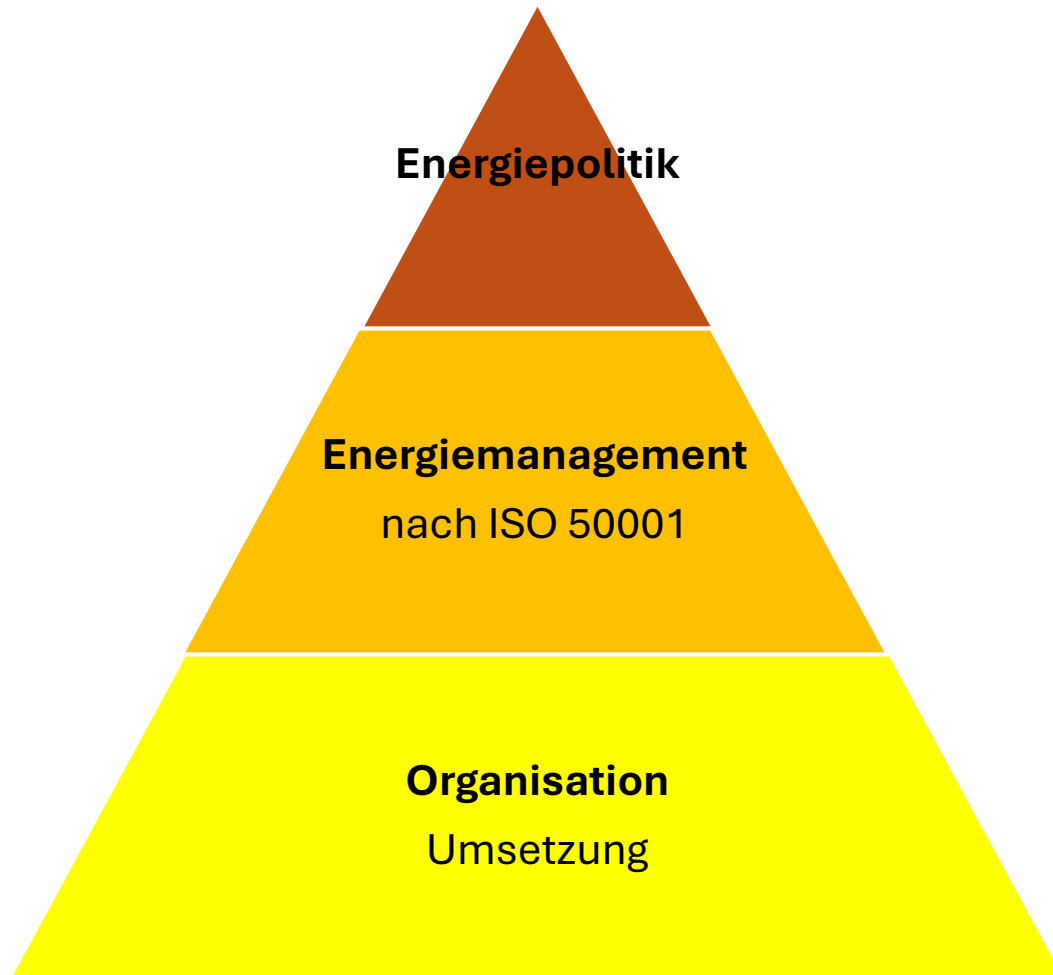 Energiepolitik
Energiemanagement
nach ISO 50001
Organisation
Umsetzung